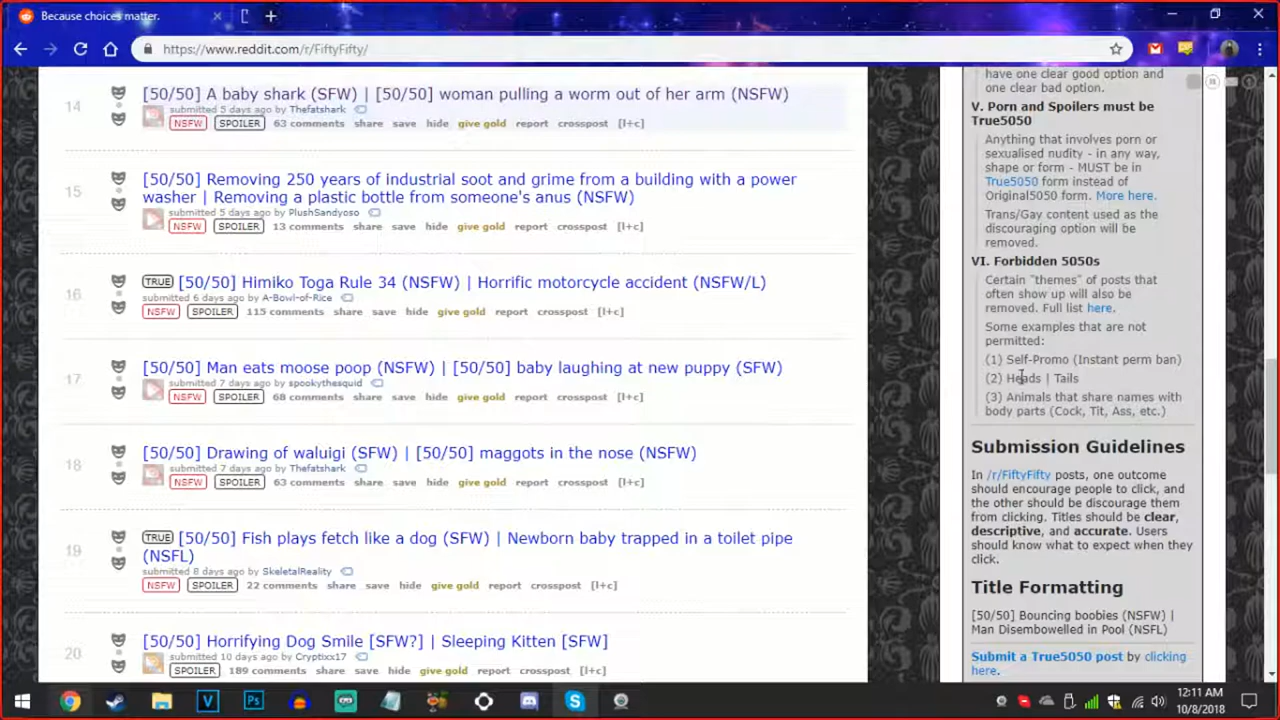 Because choices matter.
https://www.reddit.com/r/FiftyFifty/
14
[50/50] A baby shark (SFW) | [50/50] woman pulling a worm out of her arm (NSFW)
submitted 5 days ago by Thefatshark
NSFW SPOILER 63 comments share save hide give gold report crosspost [l+c]
15
[50/50] Removing 250 years of industrial soot and grime from a building with a power
washer | Removing a plastic bottle from someone's anus (NSFW)
submitted 5 days ago by PlushSandyoso
NSFW SPOILER 13 comments share save hide give gold report crosspost [l+c]
16
TRUE [50/50] Himiko Toga Rule 34 (NSFW) | Horrific motorcycle accident (NSFW/L)
submitted 6 days ago by A-Bowl-of-Rice
NSFW SPOILER 115 comments share save hide give gold report crosspost [l+c]
17
[50/50] Man eats moose poop (NSFW) | [50/50] baby laughing at new puppy (SFW)
submitted 7 days ago by spookythesquid
NSFW SPOILER 68 comments share save hide give gold report crosspost [l+c]
18
[50/50] Drawing of waluigi (SFW) | [50/50] maggots in the nose (NSFW)
submitted 7 days ago by Thefatshark
NSFW SPOILER 63 comments share save hide give gold report crosspost [l+c]
19
TRUE [50/50] Fish plays fetch like a dog (SFW) | Newborn baby trapped in a toilet pipe
(NSFL)
submitted 8 days ago by SkeletalReality
NSFW SPOILER 22 comments share save hide give gold report crosspost [l+c]
20
[50/50] Horrifying Dog Smile [SFW?] | Sleeping Kitten [SFW]
submitted 10 days ago by Cryptixx17
SPOILER 189 comments share save hide give gold report crosspost [l+c]
have one clear good option and
one clear bad option.
V. Porn and Spoilers must be
True5050
Anything that involves porn or
sexualised nudity - in any way,
shape or form - MUST be in
True5050 form instead of
Original5050 form. More here.
Trans/Gay content used as the
discouraging option will be
removed.
VI. Forbidden 5050s
Certain "themes" of posts that
often show up will also be
removed. Full list here.
Some examples that are not
permitted:
(1) Self-Promo (Instant perm ban)
(2) Heads | Tails
(3) Animals that share names with
body parts (Cock, Tit, Ass, etc.)
Submission Guidelines
In /r/FiftyFifty posts, one outcome
should encourage people to click, and
the other should be discourage them
from clicking. Titles should be clear,
descriptive, and accurate. Users
should know what to expect when they
click.
Title Formatting
[50/50] Bouncing boobies (NSFW) |
Man Disembowelled in Pool (NSFL)
Submit a True5050 post by clicking
here.
V
Ps
12:11 AM
10/8/2018